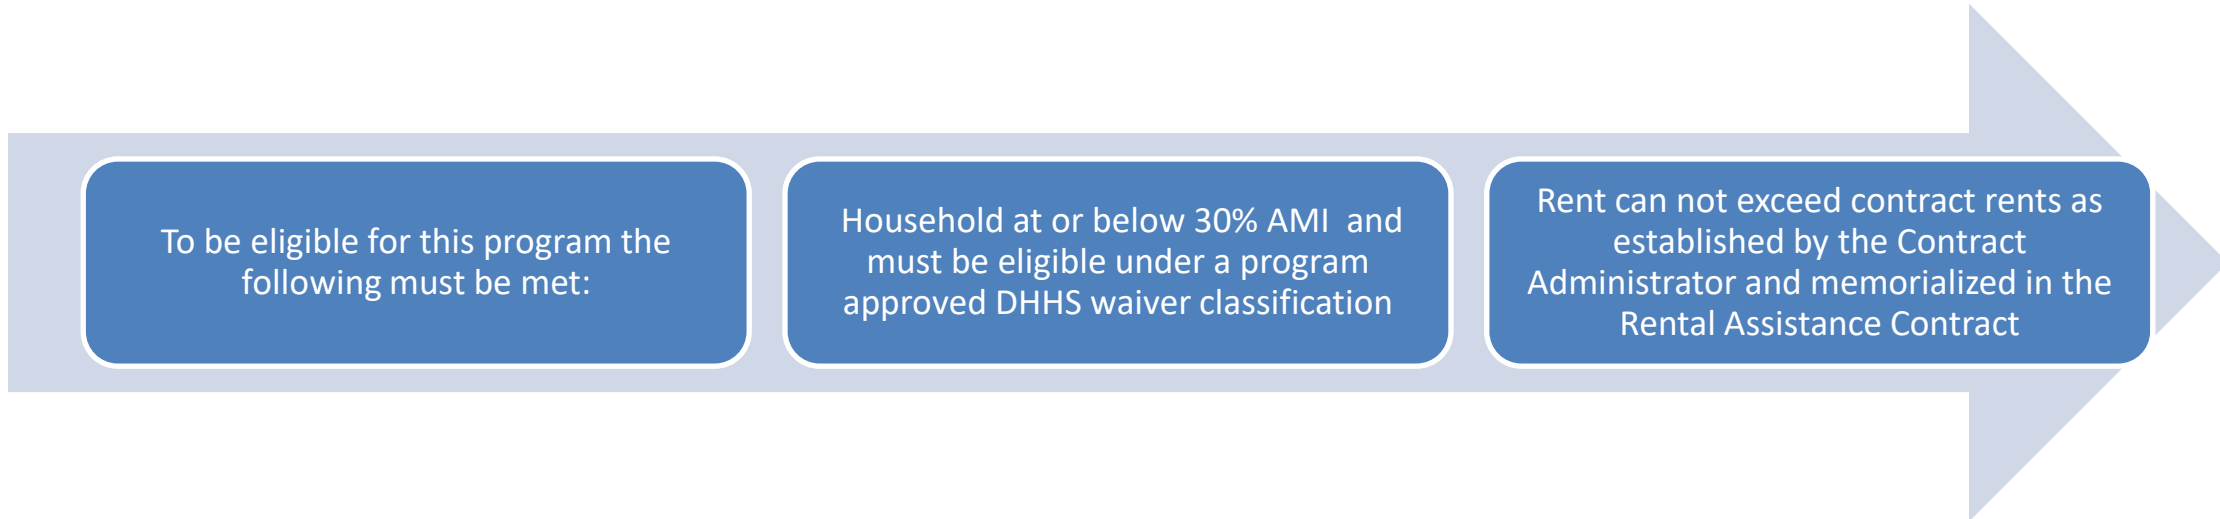 To be eligible for this program the
following must be met:
Household at or below 30% AMI  and
must be eligible under a program
approved DHHS waiver classification
Rent can not exceed contract rents as
established by the Contract
Administrator and memorialized in the
Rental Assistance Contract